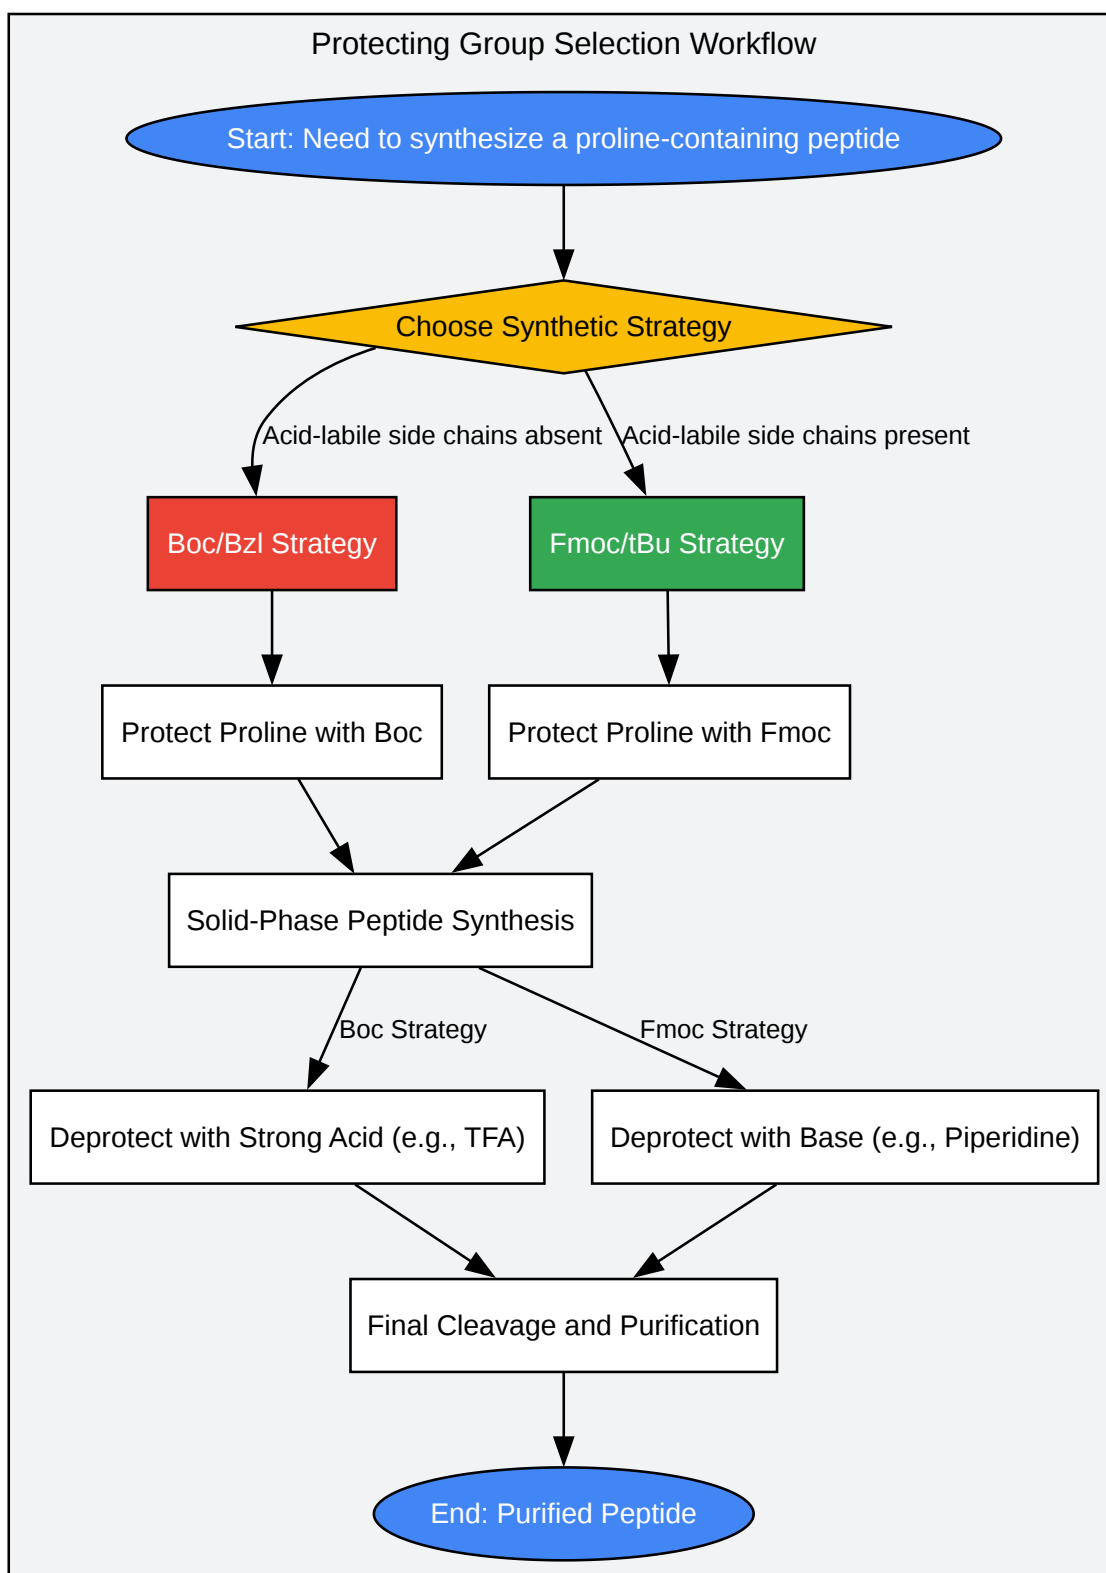 Protecting Group Selection Workflow
Start: Need to synthesize a proline-containing peptide
Choose Synthetic Strategy
Acid-labile side chains absent
Acid-labile side chains present
Boc/Bzl Strategy
Fmoc/tBu Strategy
Protect Proline with Boc
Protect Proline with Fmoc
Solid-Phase Peptide Synthesis
Boc Strategy
Fmoc Strategy
Deprotect with Strong Acid (e.g., TFA)
Deprotect with Base (e.g., Piperidine)
Final Cleavage and Purification
End: Purified Peptide